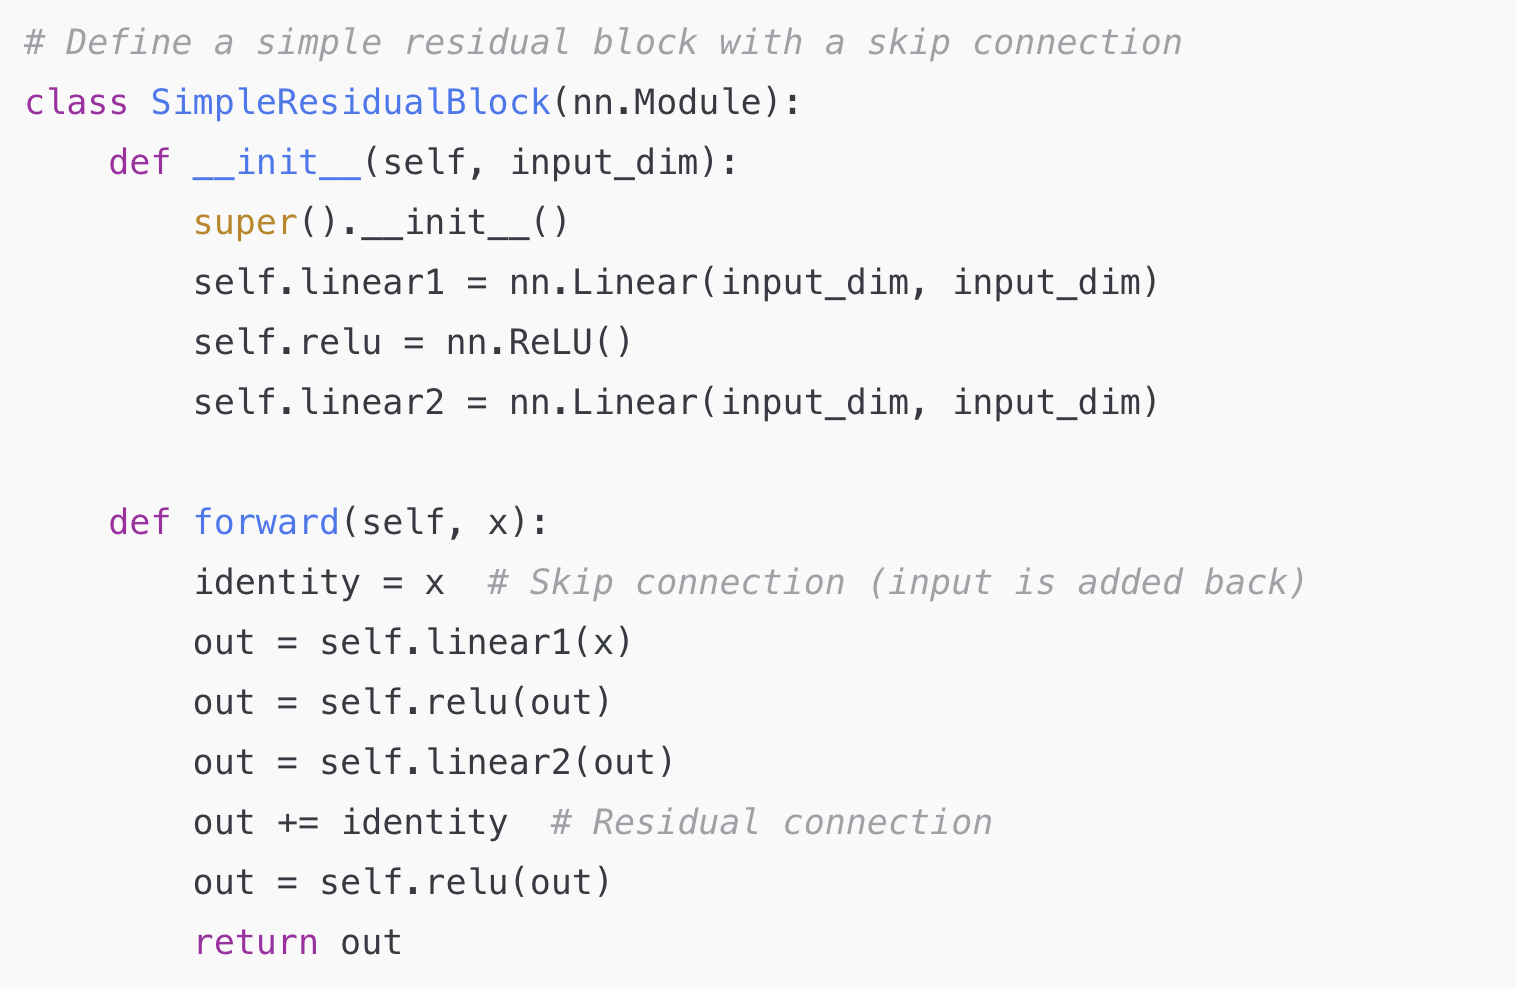 # Define a simple residual block with a skip connection
class SimpleResidualBlock(nn.Module):
    def __init__(self, input_dim):
        super().__init__()
        self.linear1 = nn.Linear(input_dim, input_dim)
        self.relu = nn.ReLU()
        self.linear2 = nn.Linear(input_dim, input_dim)

    def forward(self, x):
        identity = x  # Skip connection (input is added back)
        out = self.linear1(x)
        out = self.relu(out)
        out = self.linear2(out)
        out += identity  # Residual connection
        out = self.relu(out)
        return out